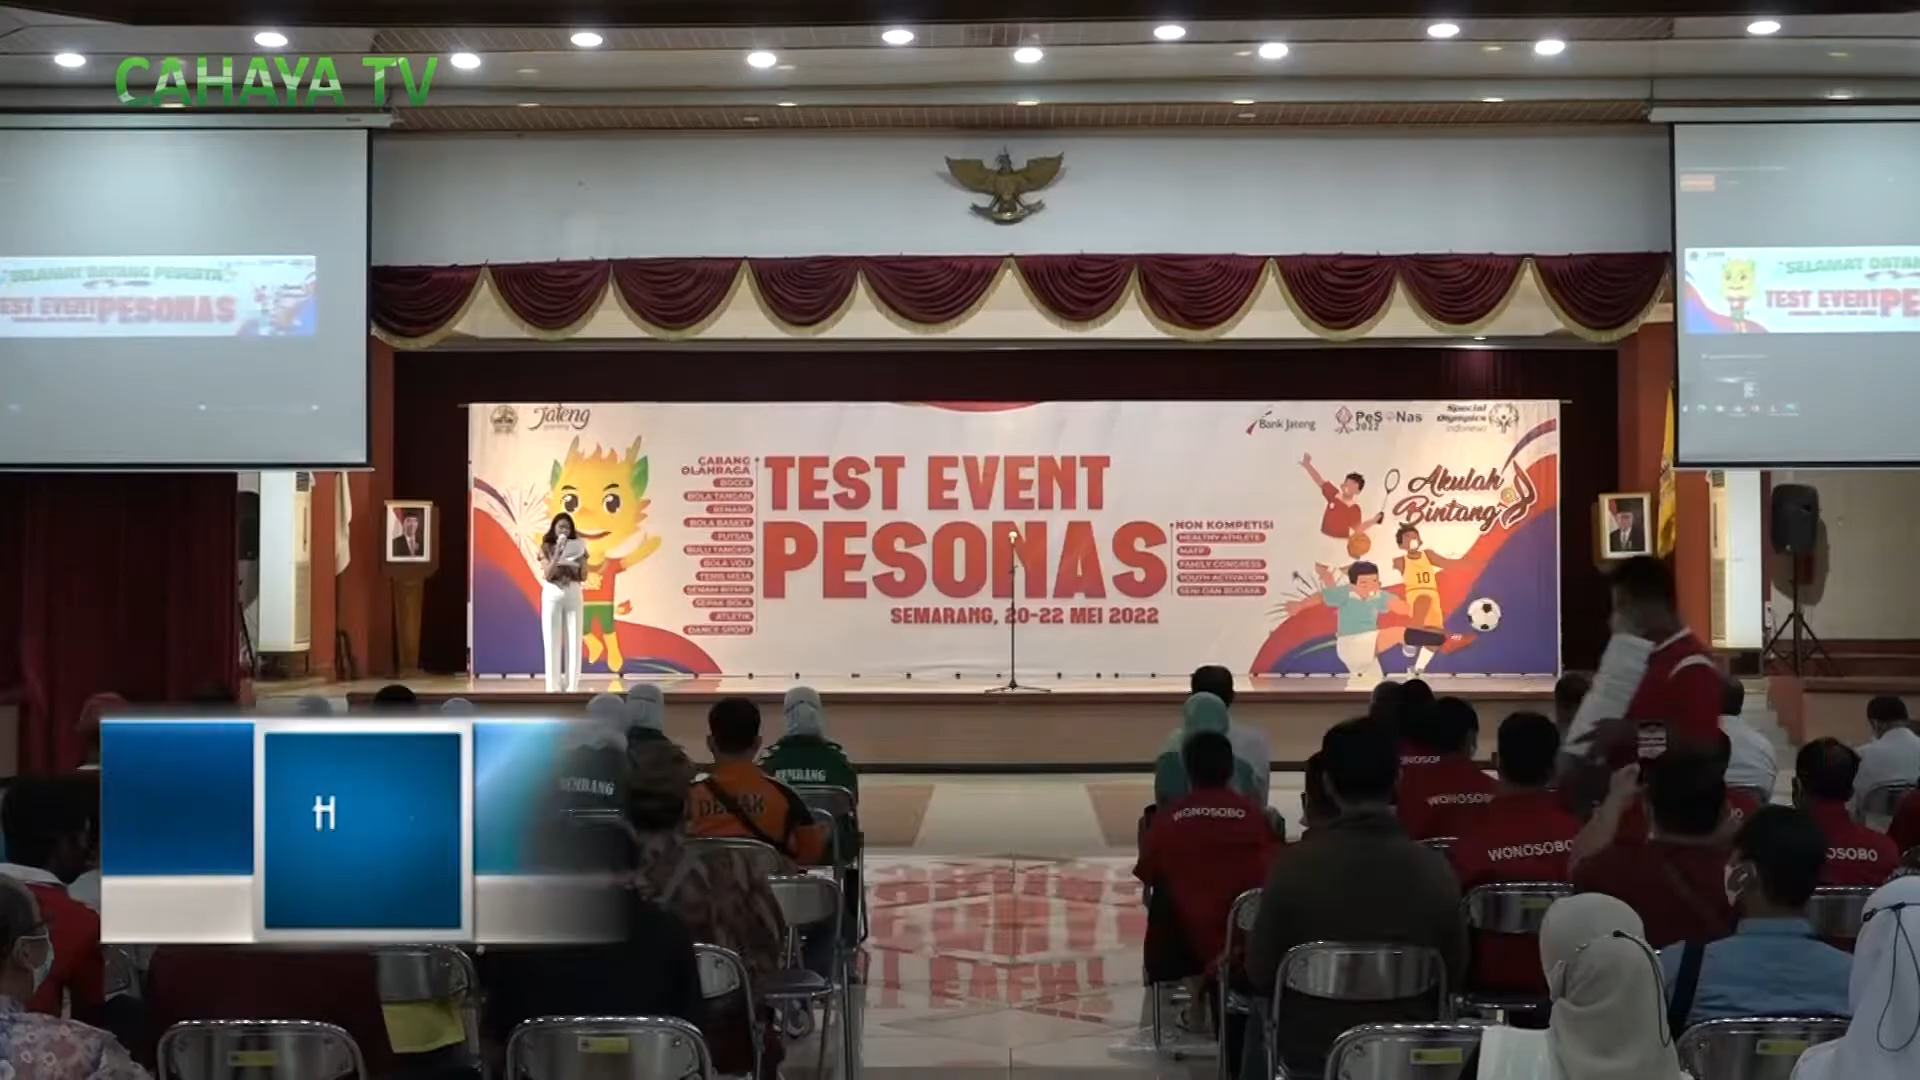 CAHAYA TV
SELAMAT DATANG PESERTA
TEST EVENT PESONAS
SELAMAT DATANG
TEST EVENT PE
Jateng
Bank Jateng
PeSoNas
2022
Special
Olympics
Indonesia
CABANG
OLAHRAGA
BOCCE
BOLA TANGAN
RENANG
BOLA BASKET
FUTSAL
BULU TANGKIS
BOLA VOLI
TENIS MEJA
SENAM RITMIK
SEPAK BOLA
ATLETIK
DANCE SPORT
TEST EVENT
PESONAS
SEMARANG, 20-22 MEI 2022
NON KOMPETISI
HEALTHY ATHLETE
MATP
FAMILY CONGRESS
YOUTH ACTIVATION
SENI DAN BUDAYA
Akulah
Bintang
10
H
REMBANG
REMBANG
DEMAK
WONOSOBO
WONOSOBO
WONOSOBO
WONOSOBO